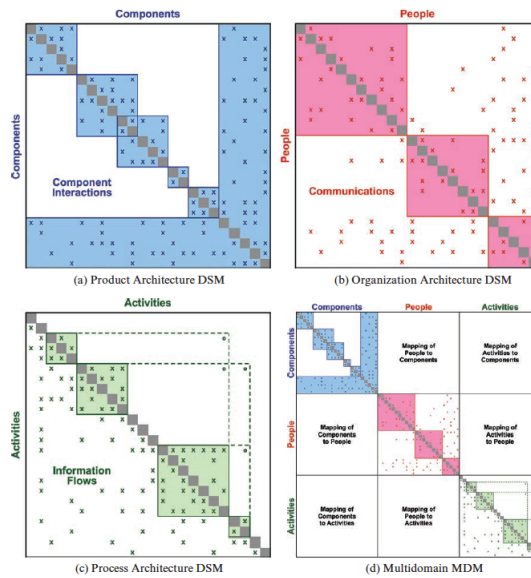 Components
People
Components
Component
Interactions
People
Communications
(a) Product Architecture DSM
(b) Organization Architecture DSM
Activities
Activities
Information
Flows
(c) Process Architecture DSM
Components
People
Activities
Components
Mapping of
People to
Components
Mapping of
Activities to
Components
People
Mapping of
Components
to People
Mapping of
Activities
to People
Activities
Mapping of
Components
to Activities
Mapping of
People to
Activities
(d) Multidomain MDM